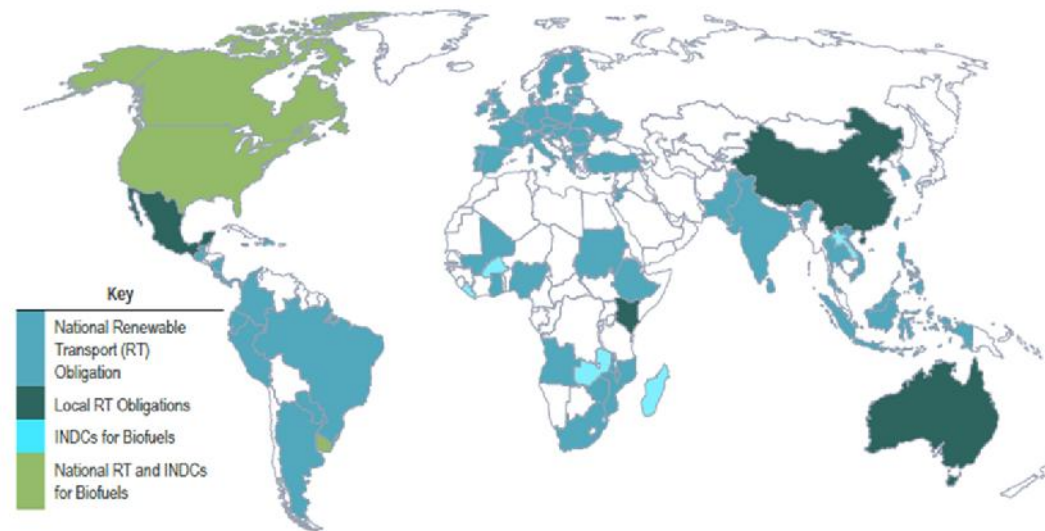 Key
National Renewable
Transport (RT)
Obligation
Local RT Obligations
INDCs for Biofuels
National RT and INDCs
for Biofuels